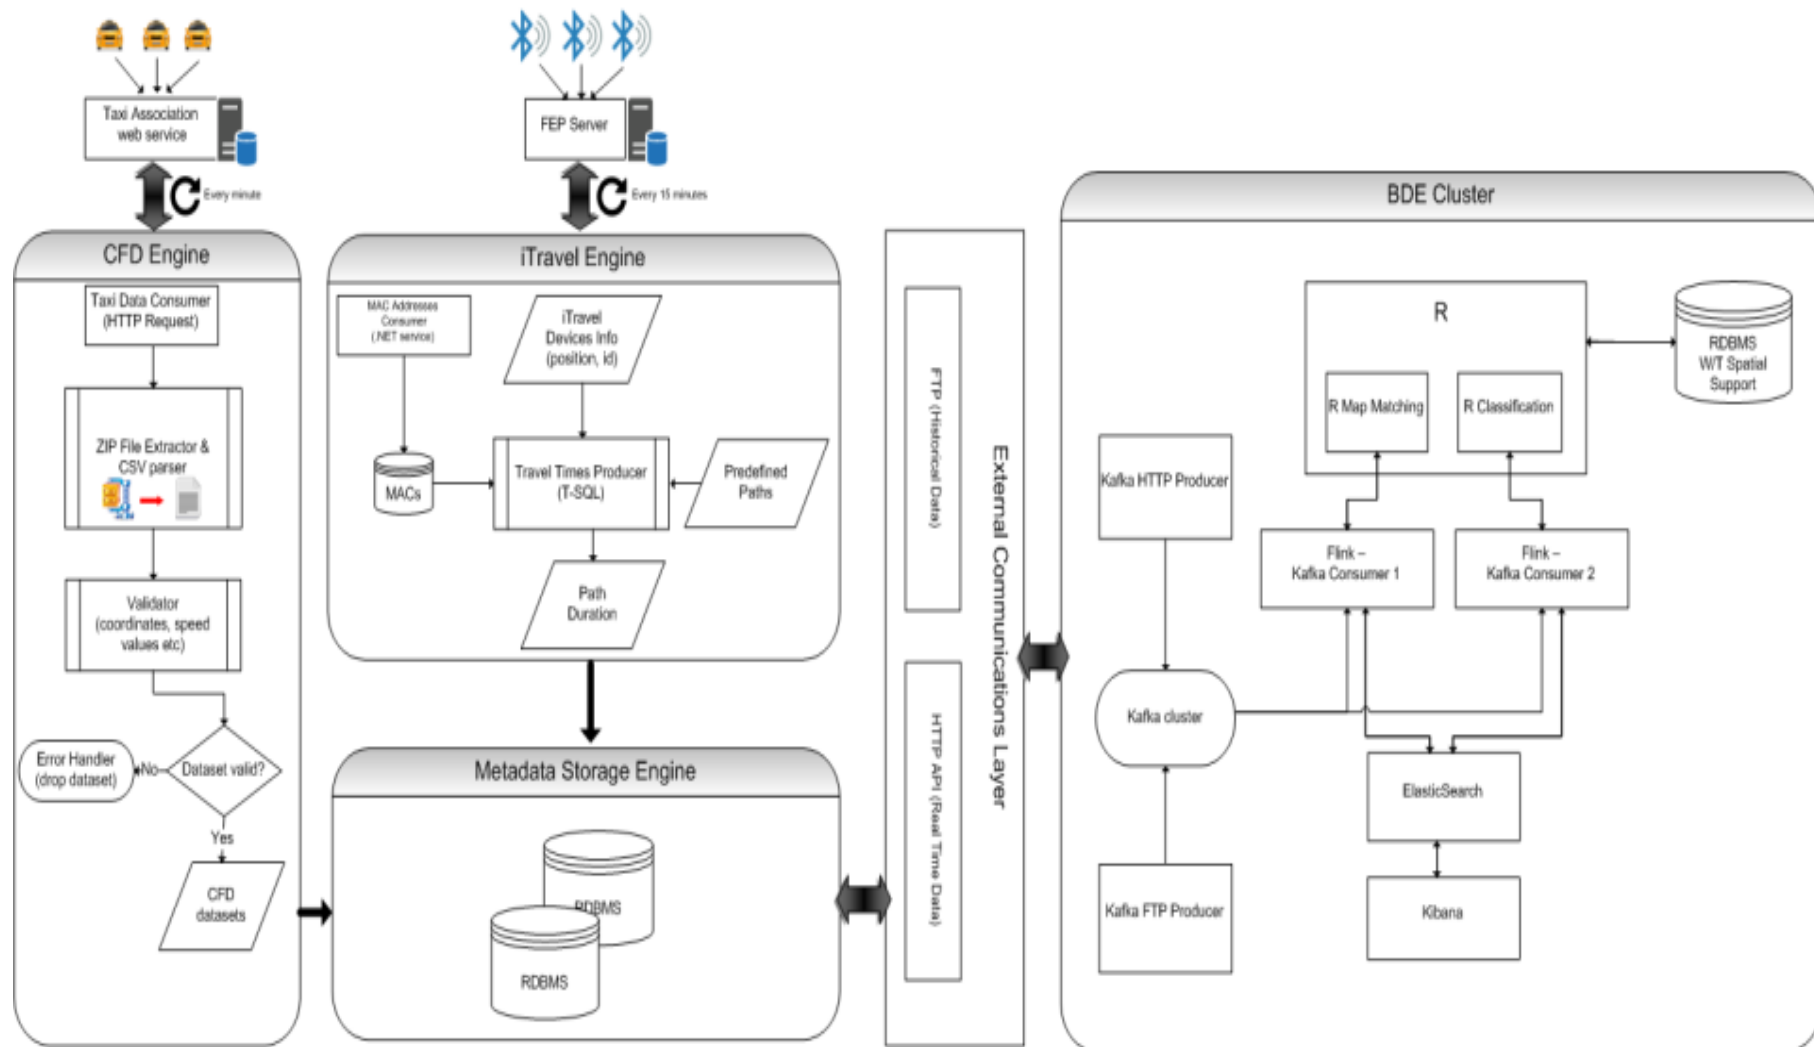 Taxi Association
web service
Every minute
FEP Server
Every 15 minutes
CFD Engine
Taxi Data Consumer
(HTTP Request)
ZIP File Extractor &
CSV parser
Validator
(coordinates, speed
values etc)
Dataset valid?
No
Error Handler
(drop dataset)
Yes
CFD
datasets
iTravel Engine
MAC Addresses
Consumer
(.NET service)
iTravel
Devices Info
(position, id)
MACs
Travel Times Producer
(T-SQL)
Predefined
Paths
Path
Duration
Metadata Storage Engine
RDBMS
RDBMS
FTP (Historical Data)
HTTP API (Real Time Data)
External Communications Layer
BDE Cluster
R
R Map Matching
R Classification
RDBMS
W/T Spatial
Support
Kafka HTTP Producer
Flink –
Kafka Consumer 1
Flink –
Kafka Consumer 2
Kafka cluster
ElasticSearch
Kafka FTP Producer
Kibana